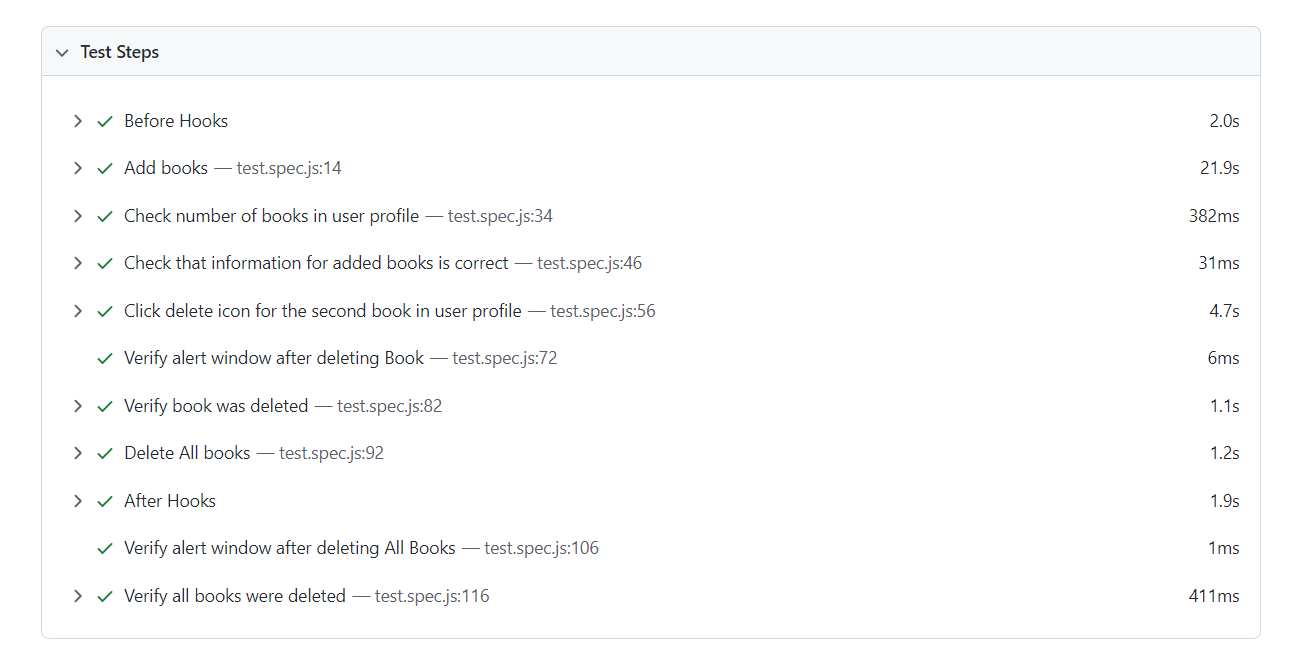 Test Steps
Before Hooks 2.0s
Add books — test.spec.js:14 21.9s
Check number of books in user profile — test.spec.js:34 382ms
Check that information for added books is correct — test.spec.js:46 31ms
Click delete icon for the second book in user profile — test.spec.js:56 4.7s
Verify alert window after deleting Book — test.spec.js:72 6ms
Verify book was deleted — test.spec.js:82 1.1s
Delete All books — test.spec.js:92 1.2s
After Hooks 1.9s
Verify alert window after deleting All Books — test.spec.js:106 1ms
Verify all books were deleted — test.spec.js:116 411ms